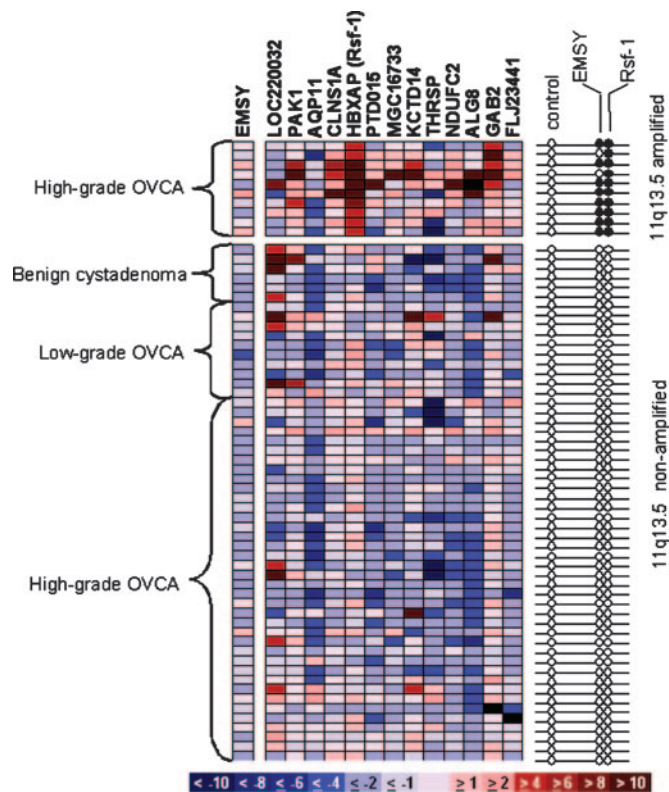 EMSY
LOC220032
PAK1
AQP11
CLNS1A
HBXAP (Rsf-1)
PTD015
MGC16733
KCTD14
THRSP
NDUFC2
ALG8
GAB2
FLJ23441
control
EMSY
Rsf-1
High-grade OVCA
11q13.5 amplified
Benign cystadenoma
Low-grade OVCA
High-grade OVCA
11q13.5 non-amplified
< -10 < -8 < -6 < -4 ≤ -2 ≤ -1 ≥ 1 ≥ 2 > 4 > 6 > 8 > 10